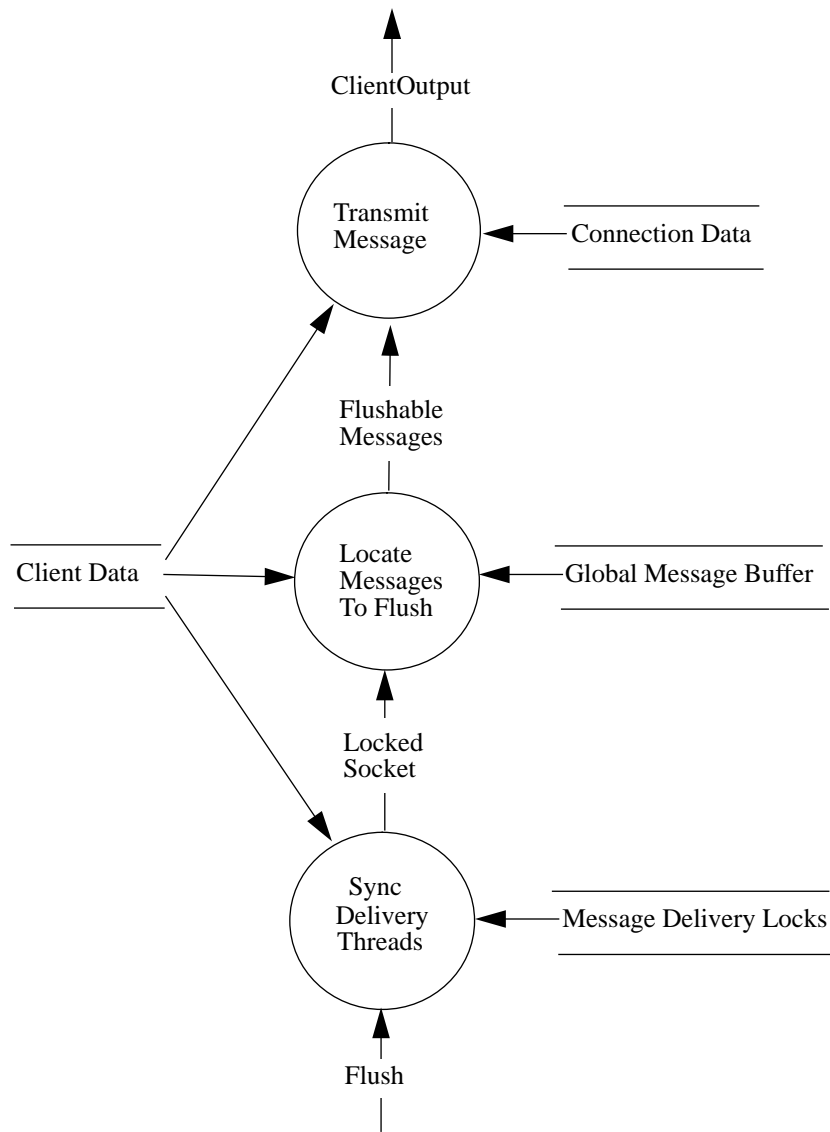 ClientOutput
Transmit
Message
Connection Data
Flushable
Messages
Client Data
Locate
Messages
To Flush
Global Message Buffer
Locked
Socket
Sync
Delivery
Threads
Message Delivery Locks
Flush